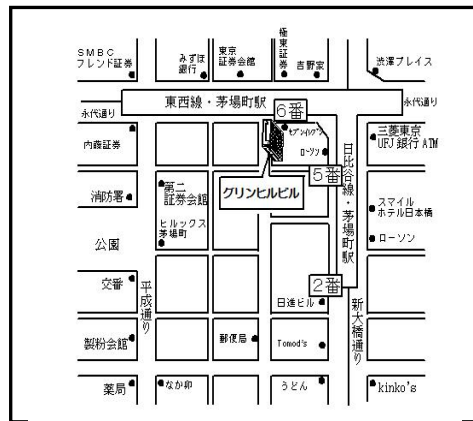 SMBC
フレンド証券
みずほ
銀行
東京
証券会館
極東証券
吉野家
渋澤プレイス
永代通り
東西線・茅場町駅
6番
永代通り
内藤証券
セブンイレブン
ローソン
日比谷線・茅場町駅
三菱東京
UFJ銀行ATM
5番
消防署
第二
証券会館
グリンヒルビル
スマイル
ホテル日本橋
ヒルックス
茅場町
公園
ローソン
交番
平成通り
2番
日進ビル
新大橋通り
製粉会館
郵便局
Tomod's
薬局
なか卯
うどん
kinko's